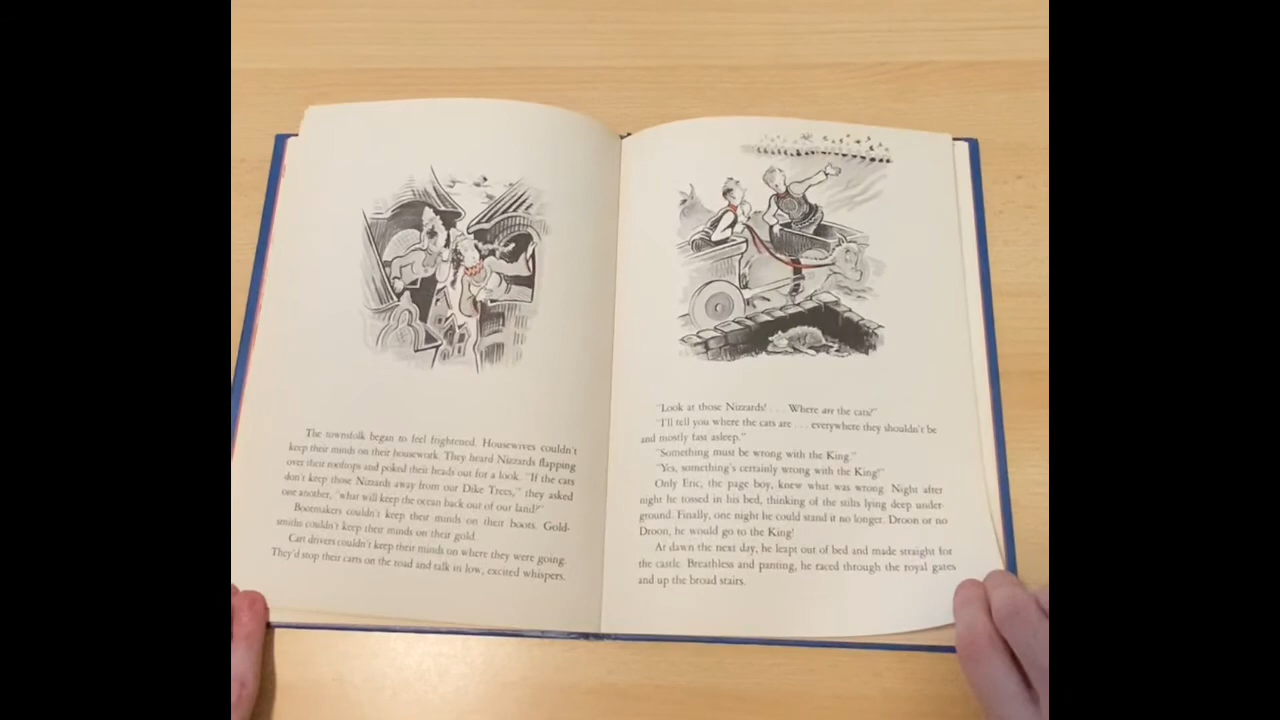 The townsfolk began to feel frightened. Housewives couldn't
keep their minds on their housework. They heard Nizzards flapping
over their rooftops and poked their heads out for a look. "If the cats
don't keep those Nizzards away from our Dike Trees," they asked
one another, "what will keep the ocean back out of our land?"
Bootmakers couldn't keep their minds on their boots. Gold-
smiths couldn't keep their minds on their gold.
Cart drivers couldn't keep their minds on where they were going.
They'd stop their carts on the road and talk in low, excited whispers.
"Look at those Nizzards! . . . Where are the cats?"
"I'll tell you where the cats are . . . everywhere they shouldn't be
and mostly fast asleep."
"Something must be wrong with the King."
"Yes, something's certainly wrong with the King!"
Only Eric, the page boy, knew what was wrong. Night after
night he tossed in his bed, thinking of the stilts lying deep under-
ground. Finally, one night he could stand it no longer. Droon or no
Droon, he would go to the King!
At dawn the next day, he leapt out of bed and made straight for
the castle. Breathless and panting, he raced through the royal gates
and up the broad stairs.